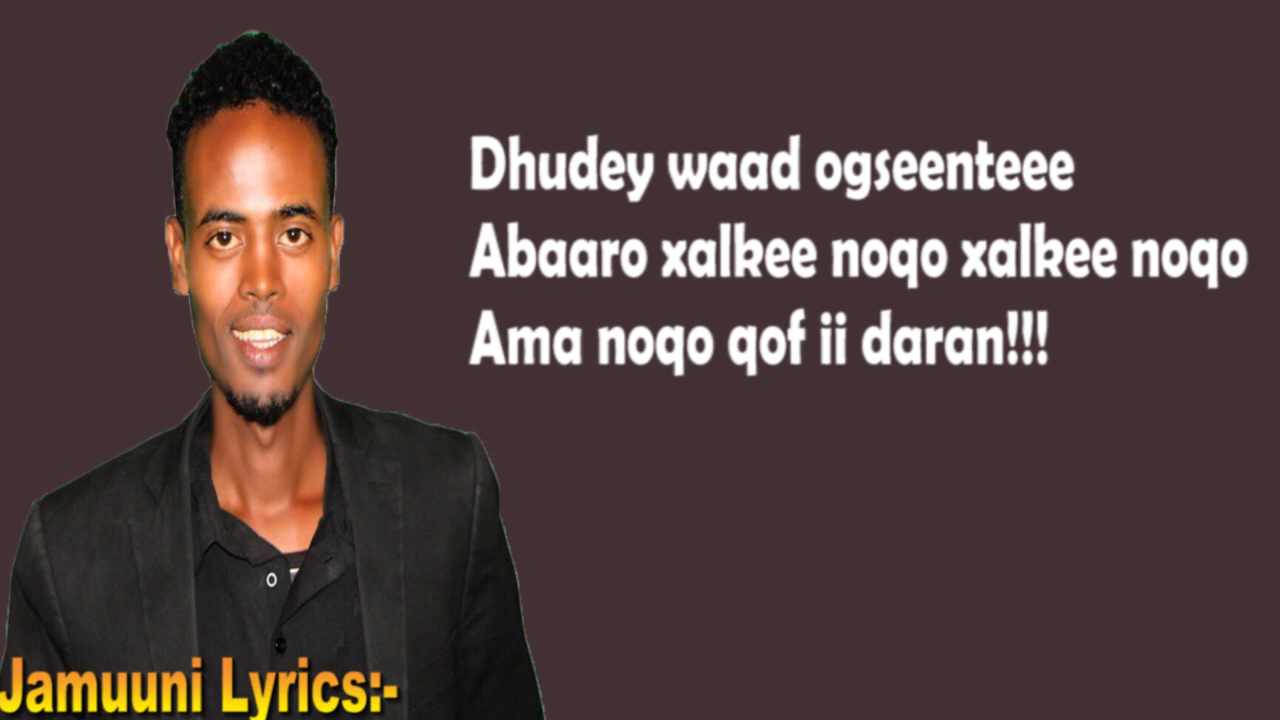 Dhudey waad ogseenteee
Abaaro xalkee noqo xalkee noqo
Ama noqo qof ii daran!!!
Jamuuni Lyrics:-